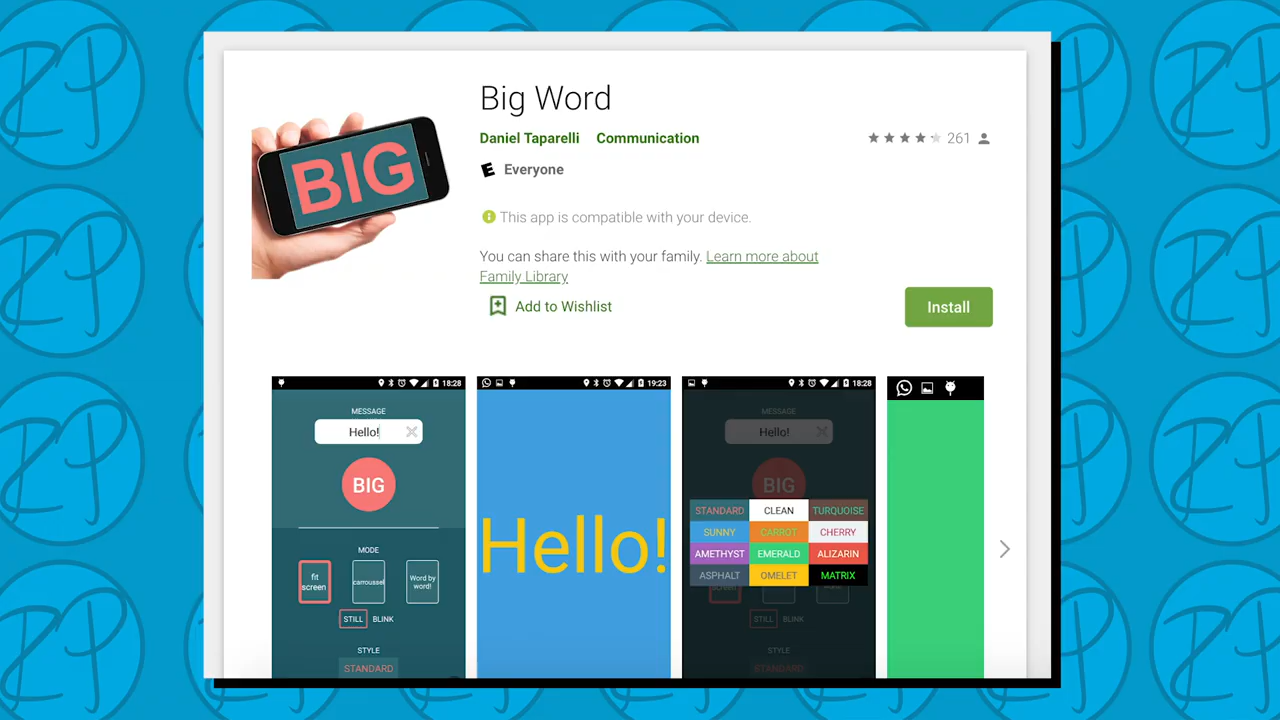 Big Word
Daniel Taparelli Communication
261
E Everyone
This app is compatible with your device.
You can share this with your family. Learn more about
Family Library
Add to Wishlist
Install
BIG
18:28
MESSAGE
Hello!
BIG
MODE
fit
screen
carroussel
Word by
word!
STILL BLINK
STYLE
STANDARD
19:23
Hello!
18:28
MESSAGE
Hello!
BIG
STANDARD CLEAN TURQUOISE
SUNNY CARROT CHERRY
AMETHYST EMERALD ALIZARIN
ASPHALT OMELET MATRIX
screen
STILL BLINK
STYLE
STANDARD